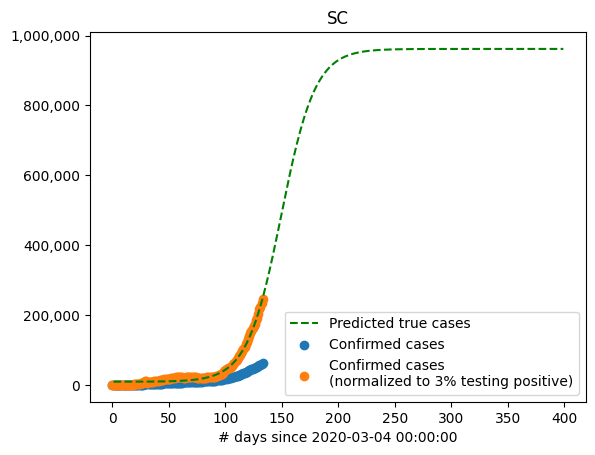 SC
1,000,000
800,000
600,000
400,000
200,000
0
Predicted true cases
Confirmed cases
Confirmed cases
(normalized to 3% testing positive)
0 50 100 150 200 250 300 350 400
# days since 2020-03-04 00:00:00